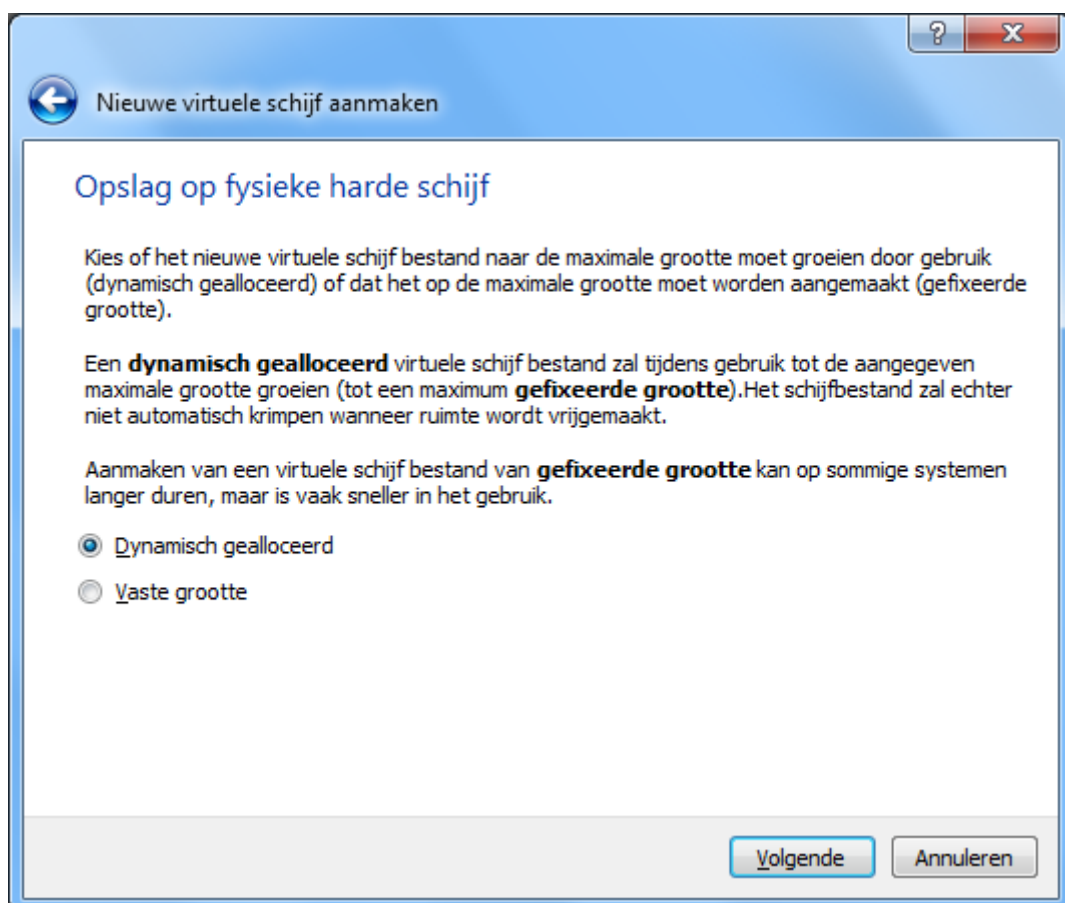 Nieuwe virtuele schijf aanmaken
Opslag op fysieke harde schijf
Kies of het nieuwe virtuele schijf bestand naar de maximale grootte moet groeien door gebruik
(dynamisch gealloceerd) of dat het op de maximale grootte moet worden aangemaakt (gefixeerde
grootte).
Een dynamisch gealloceerd virtuele schijf bestand zal tijdens gebruik tot de aangegeven
maximale grootte groeien (tot een maximum gefixeerde grootte).Het schijfbestand zal echter
niet automatisch krimpen wanneer ruimte wordt vrijgemaakt.
Aanmaken van een virtuele schijf bestand van gefixeerde grootte kan op sommige systemen
langer duren, maar is vaak sneller in het gebruik.
Dynamisch gealloceerd
Vaste grootte
Volgende Annuleren